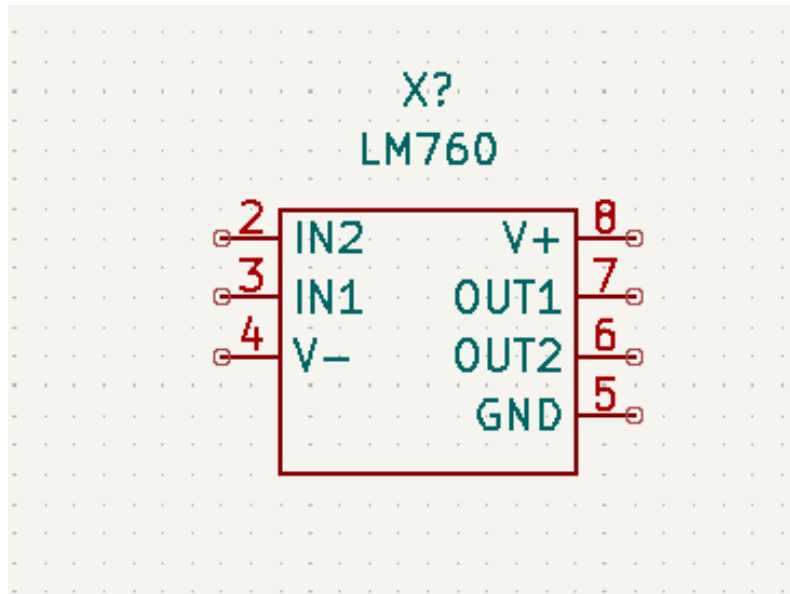 X?
LM760
2 IN2 V+ 8
3 IN1 OUT1 7
4 V- OUT2 6
GND 5